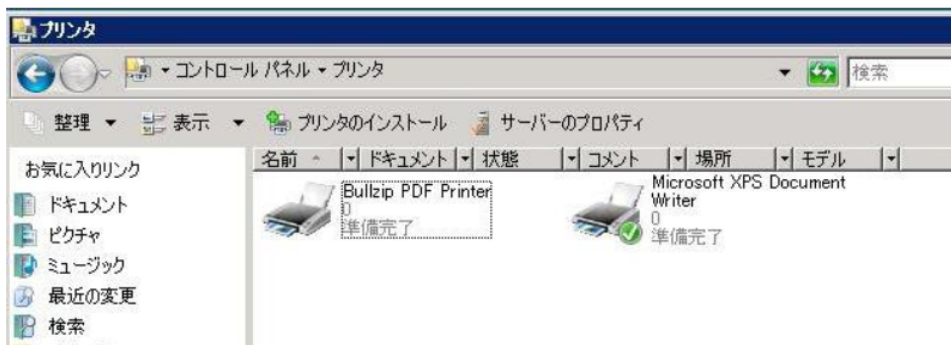 プリンタ
コントロール パネル ▾ プリンタ
検索
整理 表示 プリンタのインストール サーバーのプロパティ
お気に入りリンク
名前 ドキュメント 状態 コメント 場所 モデル
ドキュメント
ピクチャ
ミュージック
最近の変更
検索
Bullzip PDF Printer
0
準備完了
Microsoft XPS Document
Writer
0
準備完了